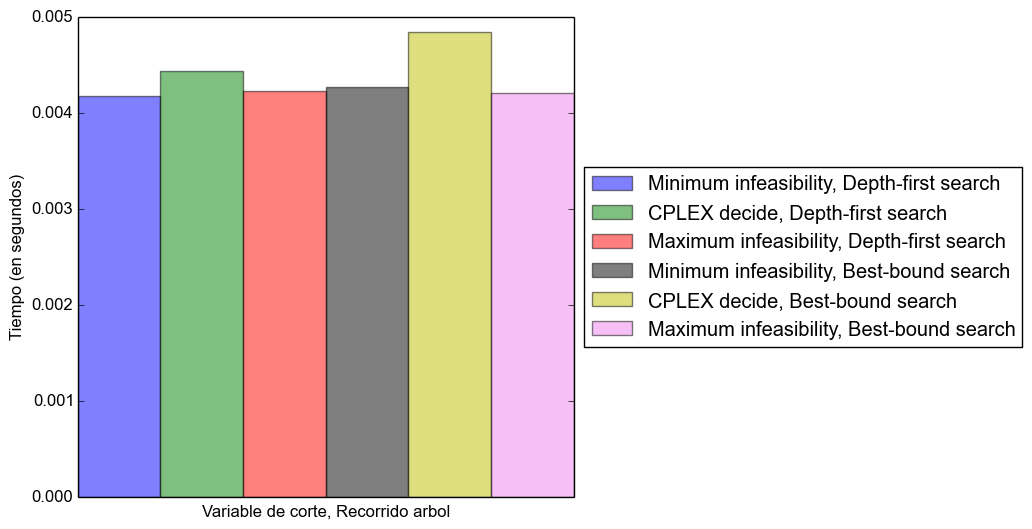 0.005
0.004
0.003
0.002
0.001
0.000
Tiempo (en segundos)
Variable de corte, Recorrido arbol
Minimum infeasibility, Depth-first search
CPLEX decide, Depth-first search
Maximum infeasibility, Depth-first search
Minimum infeasibility, Best-bound search
CPLEX decide, Best-bound search
Maximum infeasibility, Best-bound search